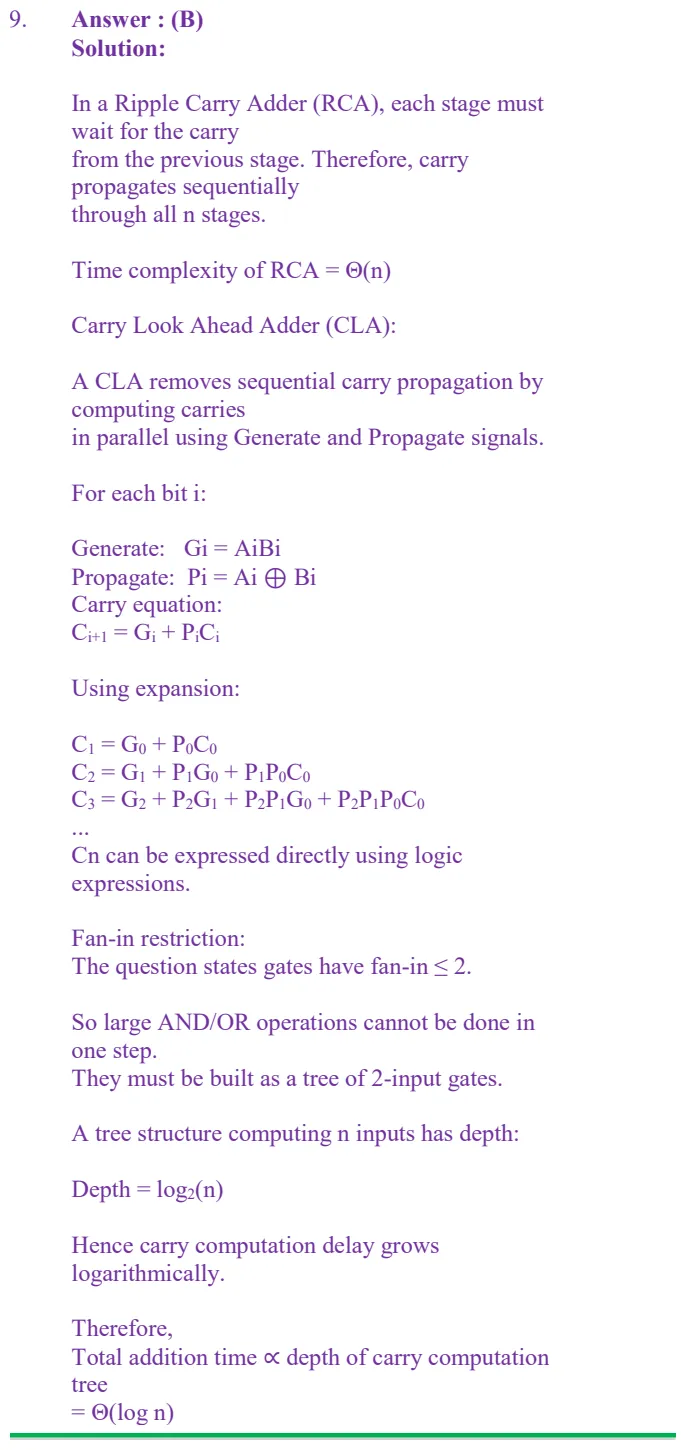 9. Answer : (B)
Solution:
In a Ripple Carry Adder (RCA), each stage must
wait for the carry
from the previous stage. Therefore, carry
propagates sequentially
through all n stages.
Time complexity of RCA = Θ(n)
Carry Look Ahead Adder (CLA):
A CLA removes sequential carry propagation by
computing carries
in parallel using Generate and Propagate signals.
For each bit i:
Generate: Gi = AiBi
Propagate: Pi = Ai ⊕ Bi
Carry equation:
Cᵢ₊₁ = Gᵢ + PᵢCᵢ
Using expansion:
C₁ = G₀ + P₀C₀
C₂ = G₁ + P₁G₀ + P₁P₀C₀
C₃ = G₂ + P₂G₁ + P₂P₁G₀ + P₂P₁P₀C₀
...
Cn can be expressed directly using logic
expressions.
Fan-in restriction:
The question states gates have fan-in ≤ 2.
So large AND/OR operations cannot be done in
one step.
They must be built as a tree of 2-input gates.
A tree structure computing n inputs has depth:
Depth = log₂(n)
Hence carry computation delay grows
logarithmically.
Therefore,
Total addition time ∝ depth of carry computation
tree
= Θ(log n)